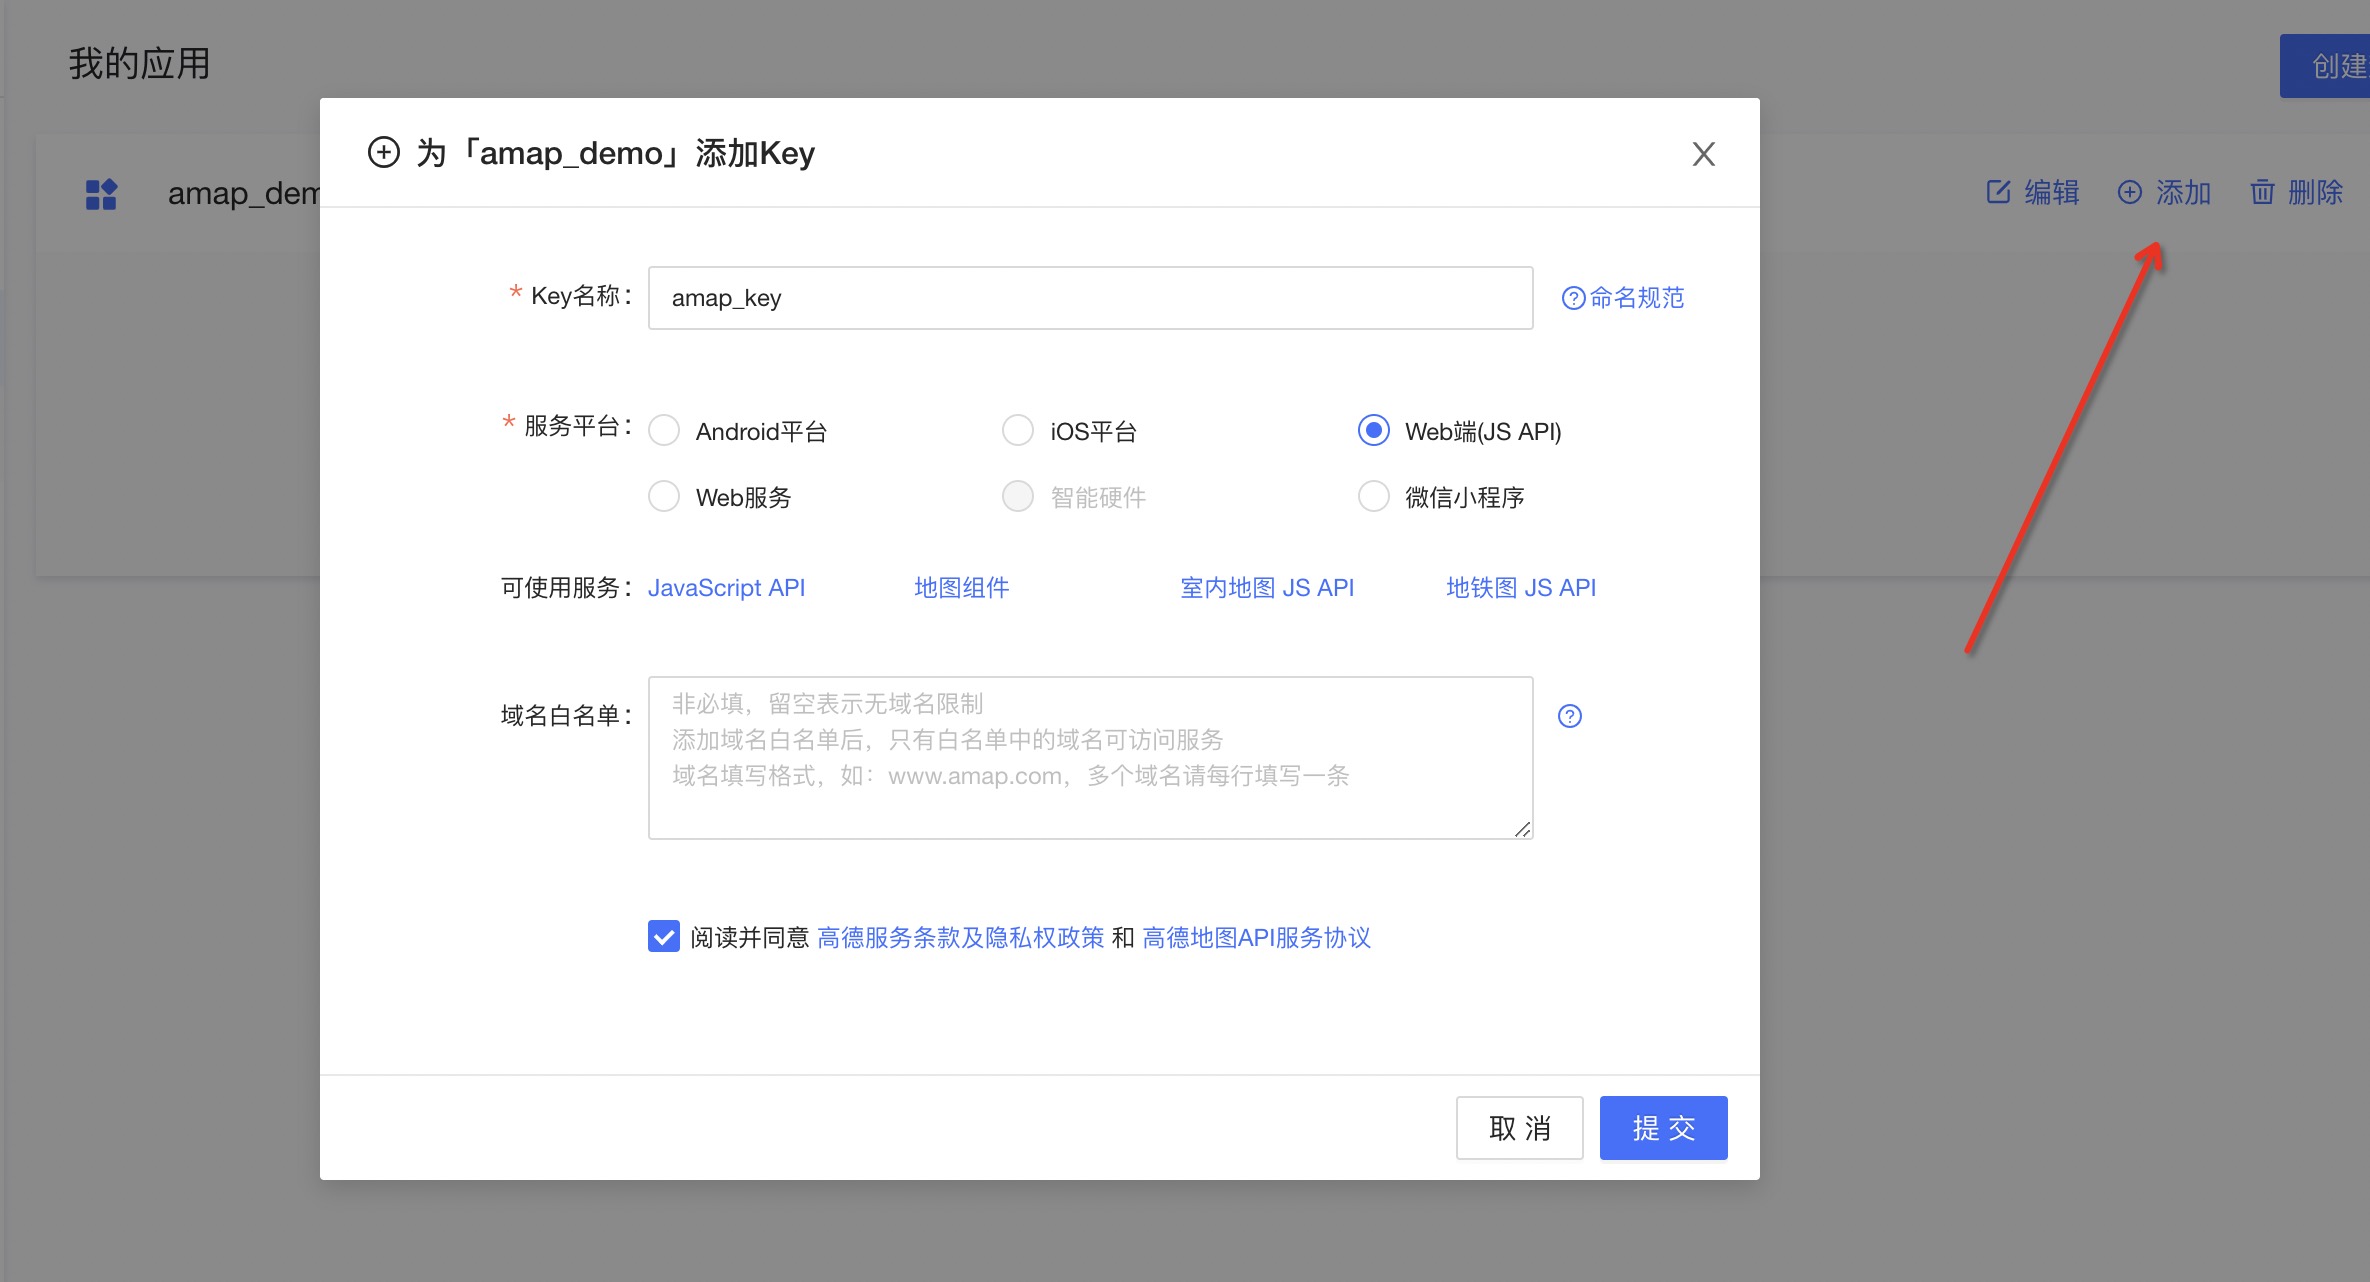 我的应用
创建
amap_dem
编辑 添加 删除
为「amap_demo」添加Key
X
* Key名称：
amap_key
命名规范
* 服务平台：
Android平台 iOS平台 Web端(JS API)
Web服务 智能硬件 微信小程序
可使用服务： JavaScript API 地图组件 室内地图 JS API 地铁图 JS API
域名白名单：
非必填，留空表示无域名限制
添加域名白名单后，只有白名单中的域名可访问服务
域名填写格式，如：www.amap.com，多个域名请每行填写一条
阅读并同意 高德服务条款及隐私权政策 和 高德地图API服务协议
取 消 提 交